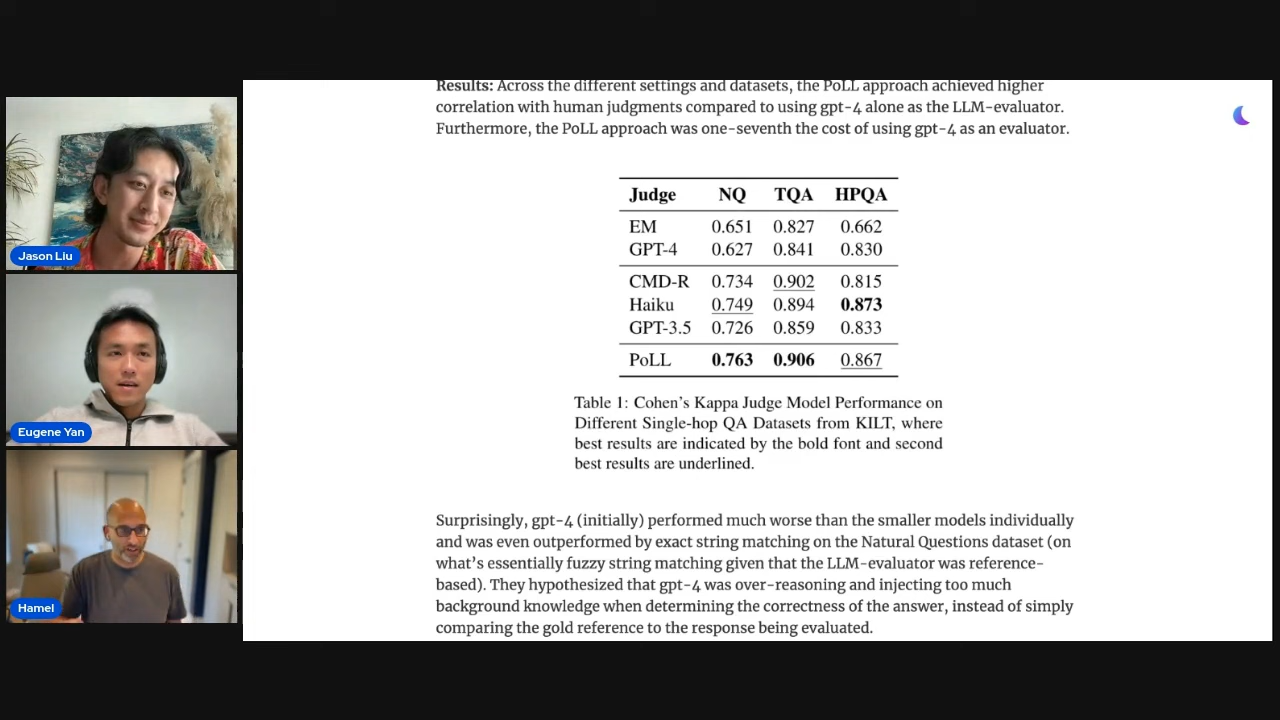 Jason Liu
Eugene Yan
Hamel
Results: Across the different settings and datasets, the PoLL approach achieved higher
correlation with human judgments compared to using gpt-4 alone as the LLM-evaluator.
Furthermore, the PoLL approach was one-seventh the cost of using gpt-4 as an evaluator.
Judge NQ TQA HPQA
EM 0.651 0.827 0.662
GPT-4 0.627 0.841 0.830
CMD-R 0.734 0.902 0.815
Haiku 0.749 0.894 0.873
GPT-3.5 0.726 0.859 0.833
PoLL 0.763 0.906 0.867
Table 1: Cohen's Kappa Judge Model Performance on
Different Single-hop QA Datasets from KILT, where
best results are indicated by the bold font and second
best results are underlined.
Surprisingly, gpt-4 (initially) performed much worse than the smaller models individually
and was even outperformed by exact string matching on the Natural Questions dataset (on
what's essentially fuzzy string matching given that the LLM-evaluator was reference-
based). They hypothesized that gpt-4 was over-reasoning and injecting too much
background knowledge when determining the correctness of the answer, instead of simply
comparing the gold reference to the response being evaluated.